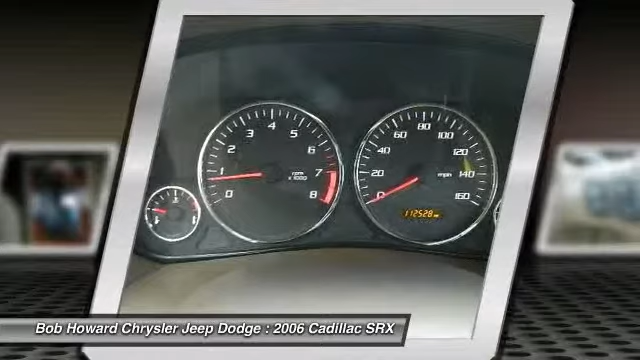 0 1 2 3 4 5 6 7 8
rpm
x 1000
0 20 40 60 80 100 120 140 160
mph
112528
Bob Howard Chrysler Jeep Dodge : 2006 Cadillac SRX